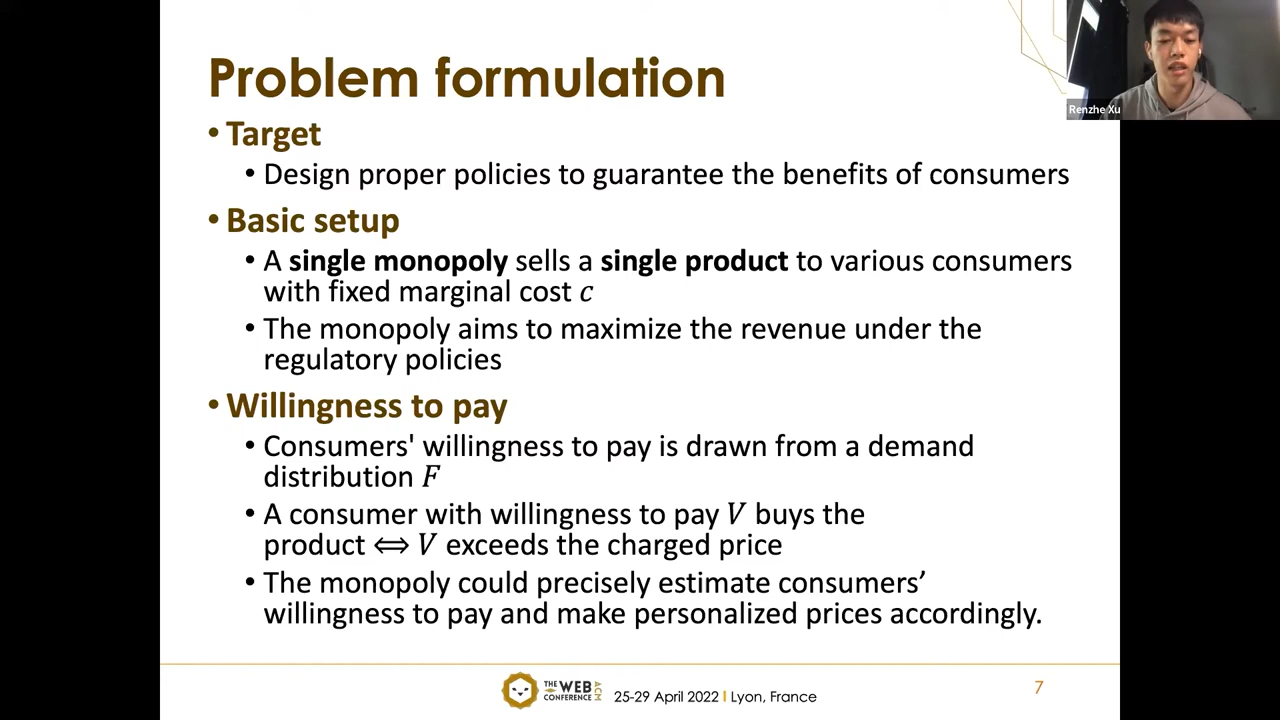 Problem formulation
Renzhe Xu
• Target
• Design proper policies to guarantee the benefits of consumers
• Basic setup
• A single monopoly sells a single product to various consumers
with fixed marginal cost c
• The monopoly aims to maximize the revenue under the
regulatory policies
• Willingness to pay
• Consumers' willingness to pay is drawn from a demand
distribution F
• A consumer with willingness to pay V buys the
product ⟺ V exceeds the charged price
• The monopoly could precisely estimate consumers’
willingness to pay and make personalized prices accordingly.
THE WEB
CONFERENCE
ACM
25-29 April 2022 | Lyon, France
7